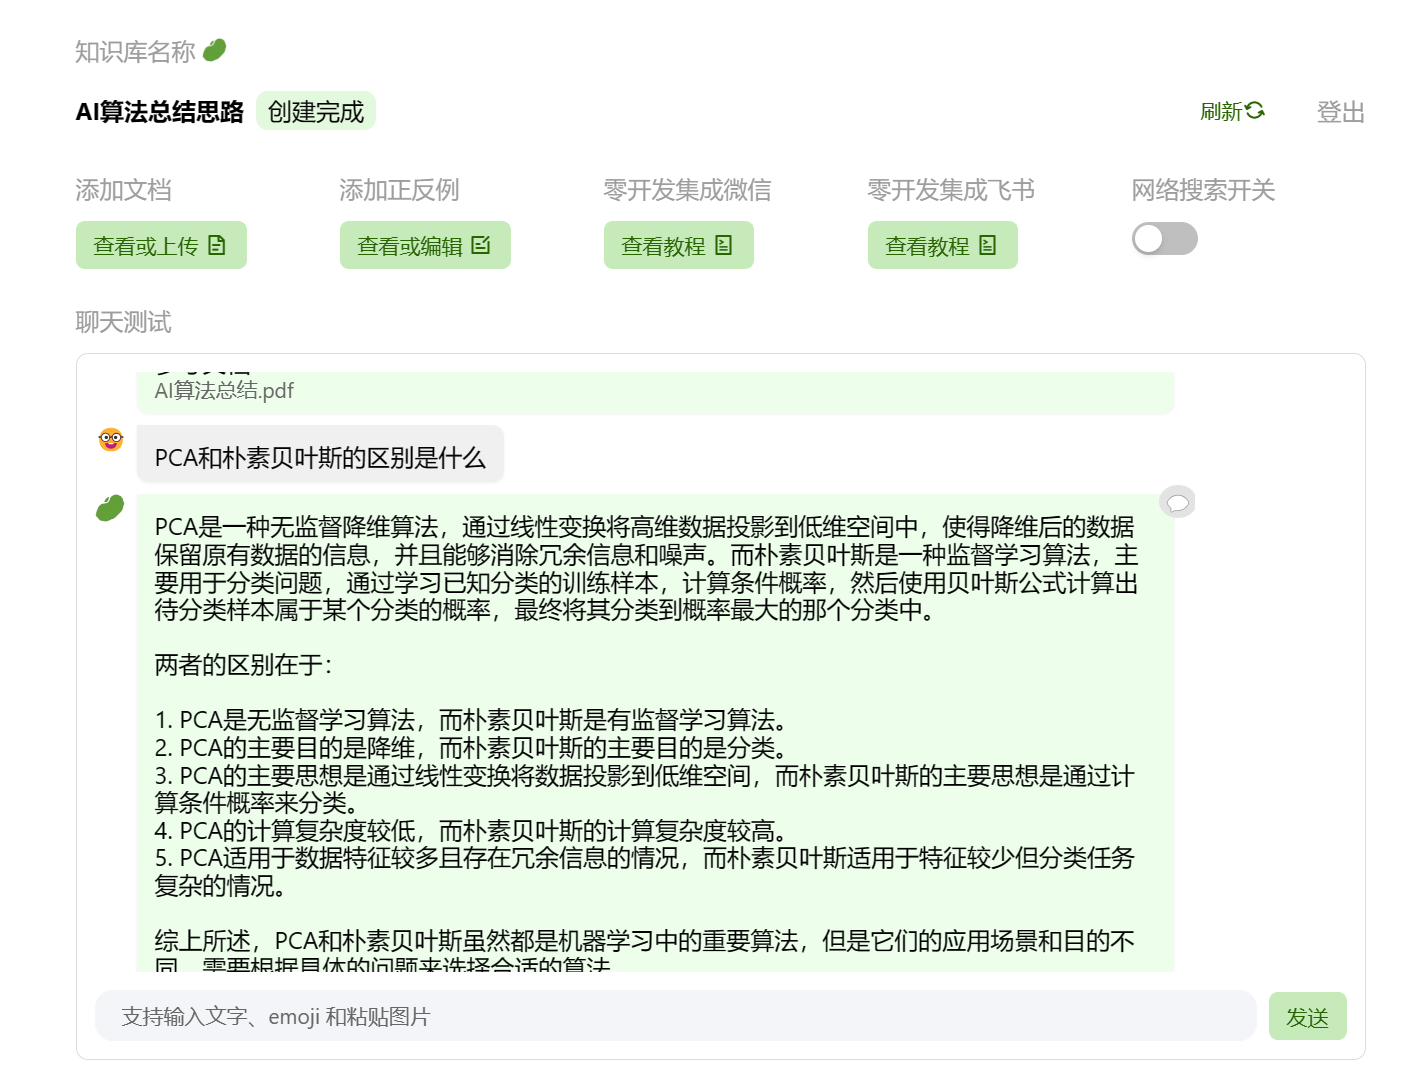 知识库名称
AI算法总结思路 创建完成 刷新 登出
添加文档 添加正反例 零开发集成微信 零开发集成飞书 网络搜索开关
查看或上传 查看或编辑 查看教程 查看教程
聊天测试
参考文档
AI算法总结.pdf
PCA和朴素贝叶斯的区别是什么
PCA是一种无监督降维算法，通过线性变换将高维数据投影到低维空间中，使得降维后的数据
保留原有数据的信息，并且能够消除冗余信息和噪声。而朴素贝叶斯是一种监督学习算法，主
要用于分类问题，通过学习已知分类的训练样本，计算条件概率，然后使用贝叶斯公式计算出
待分类样本属于某个分类的概率，最终将其分类到概率最大的那个分类中。
两者的区别在于：
1. PCA是无监督学习算法，而朴素贝叶斯是有监督学习算法。
2. PCA的主要目的是降维，而朴素贝叶斯的主要目的是分类。
3. PCA的主要思想是通过线性变换将数据投影到低维空间，而朴素贝叶斯的主要思想是通过计
算条件概率来分类。
4. PCA的计算复杂度较低，而朴素贝叶斯的计算复杂度较高。
5. PCA适用于数据特征较多且存在冗余信息的情况，而朴素贝叶斯适用于特征较少但分类任务
复杂的情况。
综上所述，PCA和朴素贝叶斯虽然都是机器学习中的重要算法，但是它们的应用场景和目的不
同，需要根据具体的问题来选择合适的算法
支持输入文字、emoji 和粘贴图片
发送